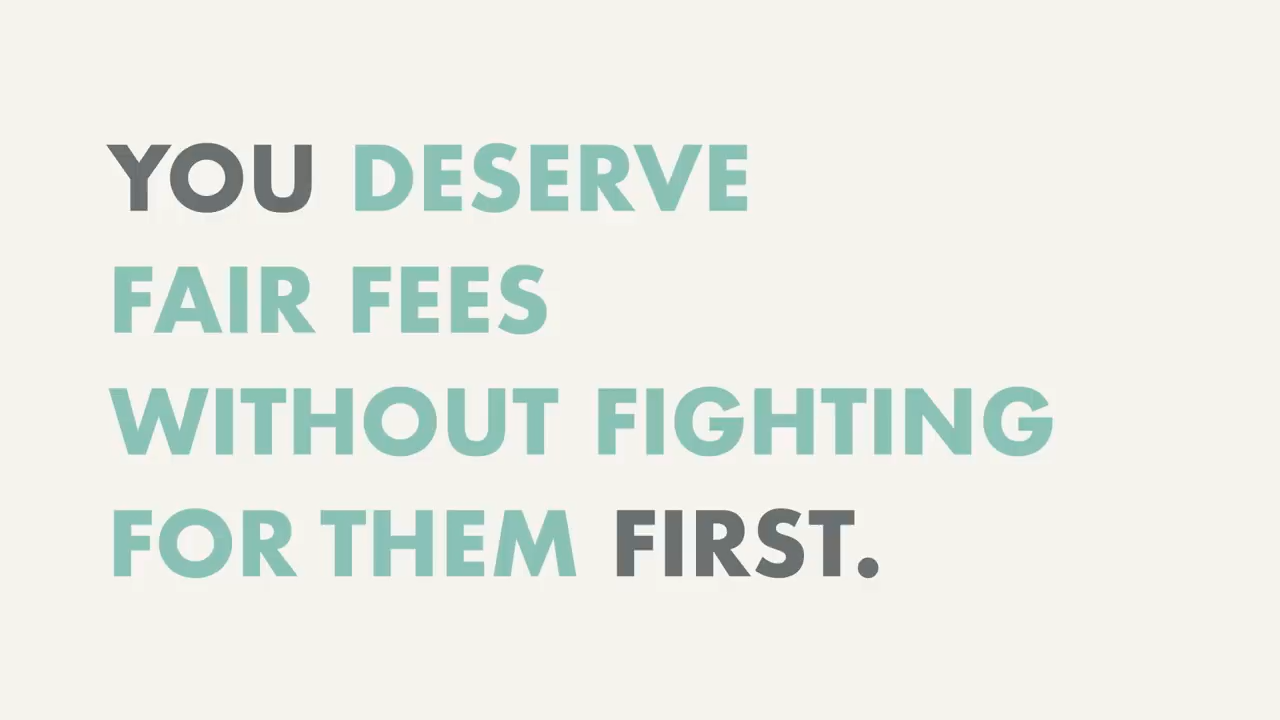 YOU DESERVE
FAIR FEES
WITHOUT FIGHTING
FOR THEM FIRST.